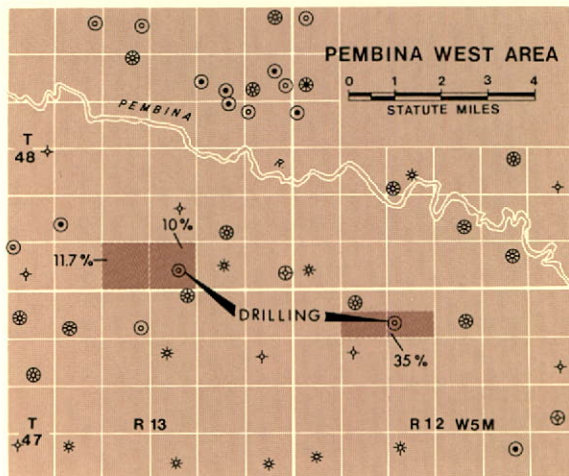 PEMBINA WEST AREA
0 1 2 3 4
STATUTE MILES
PEMBINA
R.
T
48
10%
11.7%
DRILLING
35%
T
47
R 13
R 12 W5M